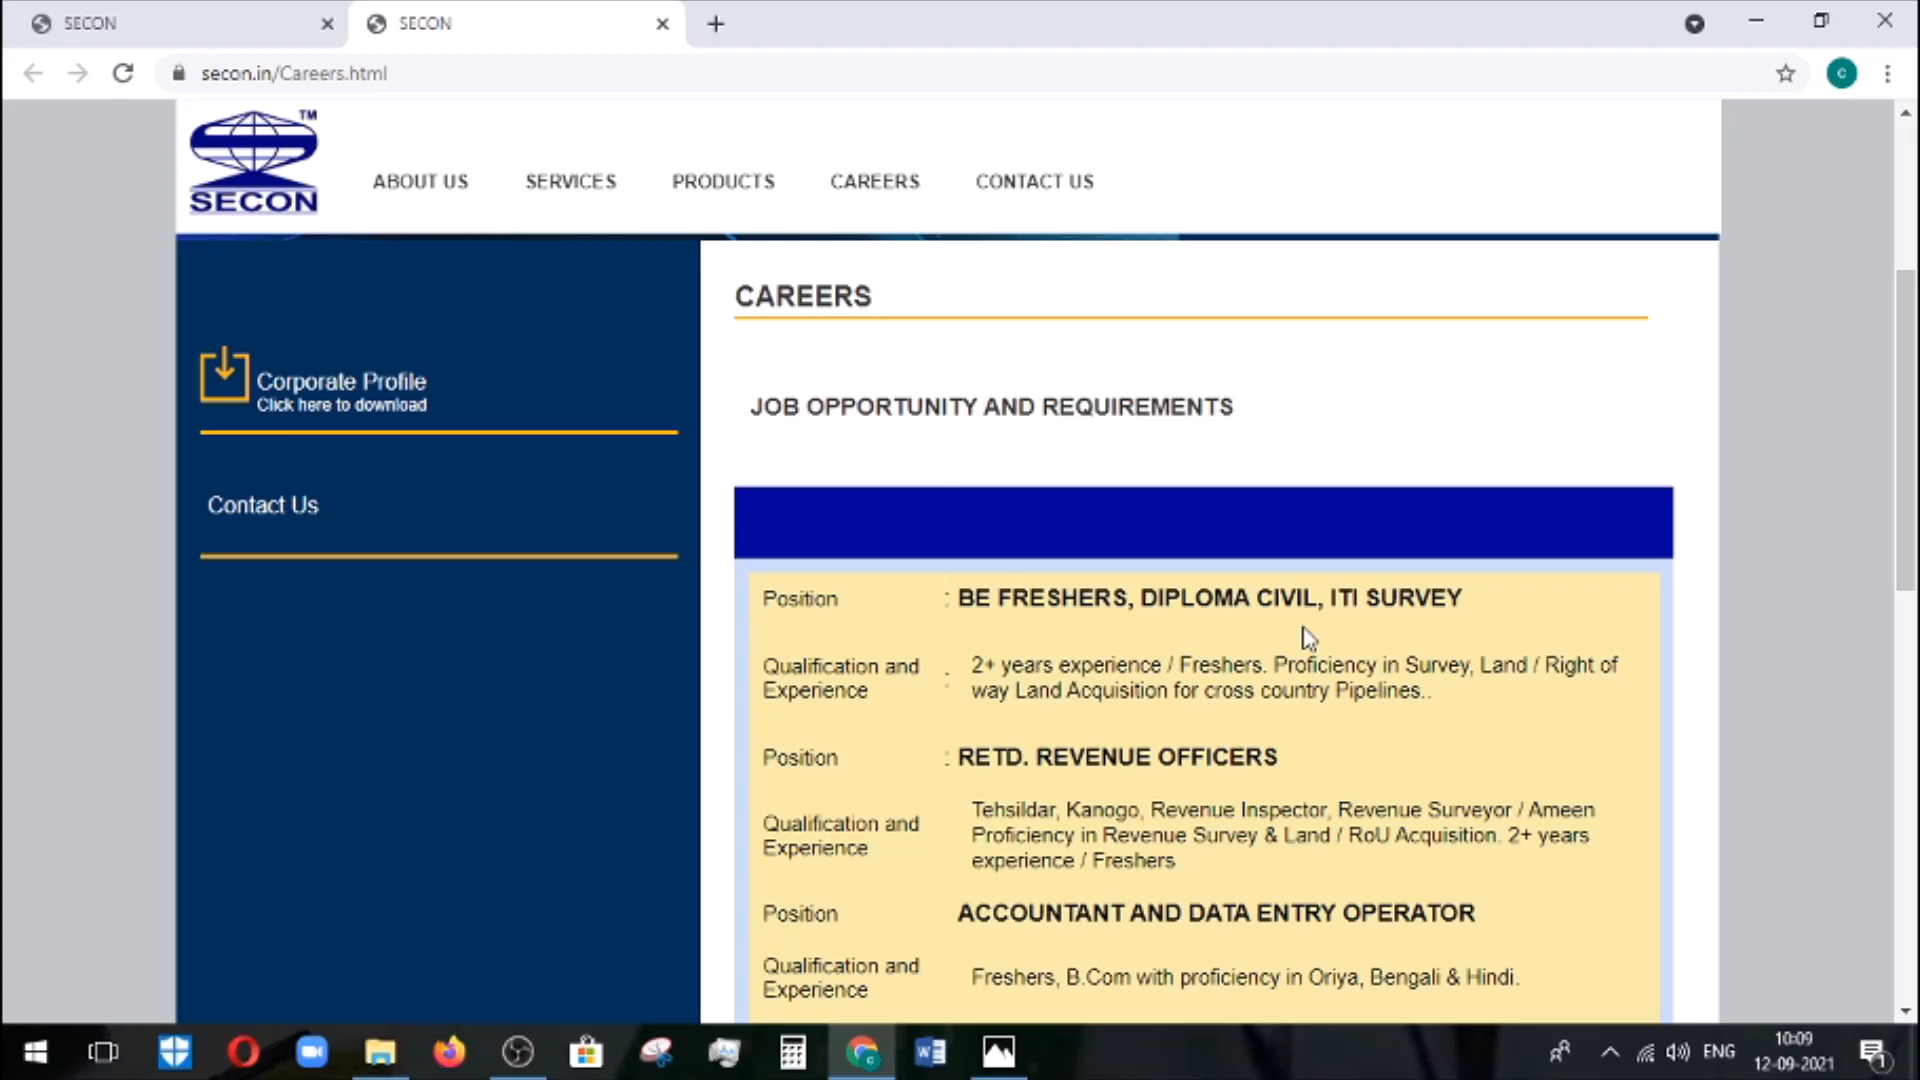 SECON
SECON
secon.in/Careers.html
C
TM
SECON
ABOUT US
SERVICES
PRODUCTS
CAREERS
CONTACT US
Corporate Profile
Click here to download
Contact Us
CAREERS
JOB OPPORTUNITY AND REQUIREMENTS
Position : BE FRESHERS, DIPLOMA CIVIL, ITI SURVEY
Qualification and Experience : 2+ years experience / Freshers. Proficiency in Survey, Land / Right of
way Land Acquisition for cross country Pipelines..
Position : RETD. REVENUE OFFICERS
Qualification and Experience
Tehsildar, Kanogo, Revenue Inspector, Revenue Surveyor / Ameen
Proficiency in Revenue Survey & Land / RoU Acquisition. 2+ years
experience / Freshers
Position ACCOUNTANT AND DATA ENTRY OPERATOR
Qualification and Experience
Freshers, B.Com with proficiency in Oriya, Bengali & Hindi.
ENG
10:09
12-09-2021
1